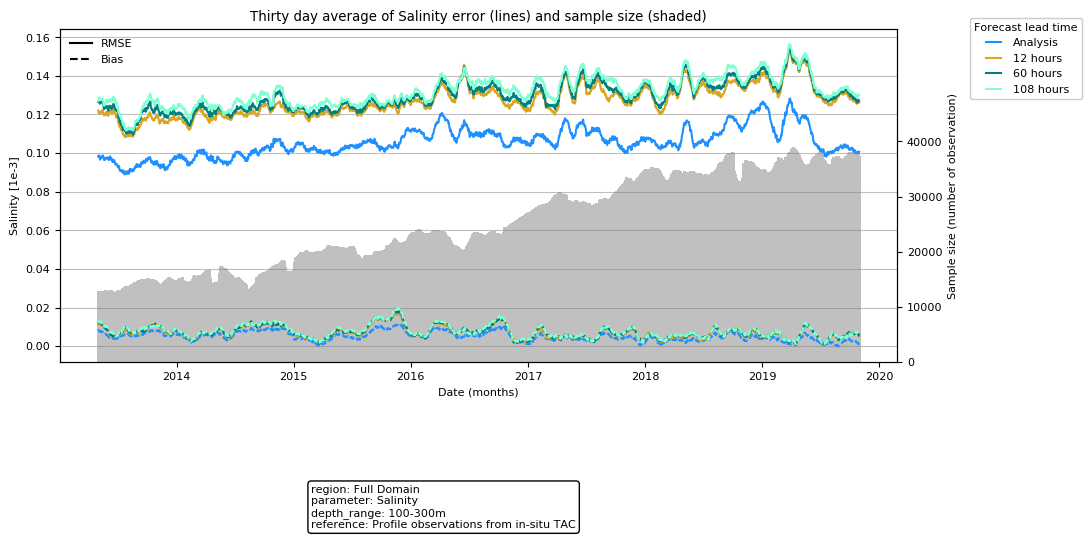 Thirty day average of Salinity error (lines) and sample size (shaded)
Forecast lead time
Analysis
12 hours
60 hours
108 hours
RMSE
Bias
0.16
0.14
0.12
0.10
0.08
0.06
0.04
0.02
0.00
Salinity [1e-3]
40000
30000
20000
10000
0
Sample size (number of observation)
2014
2015
2016
2017
2018
2019
2020
Date (months)
region: Full Domain
parameter: Salinity
depth_range: 100-300m
reference: Profile observations from in-situ TAC